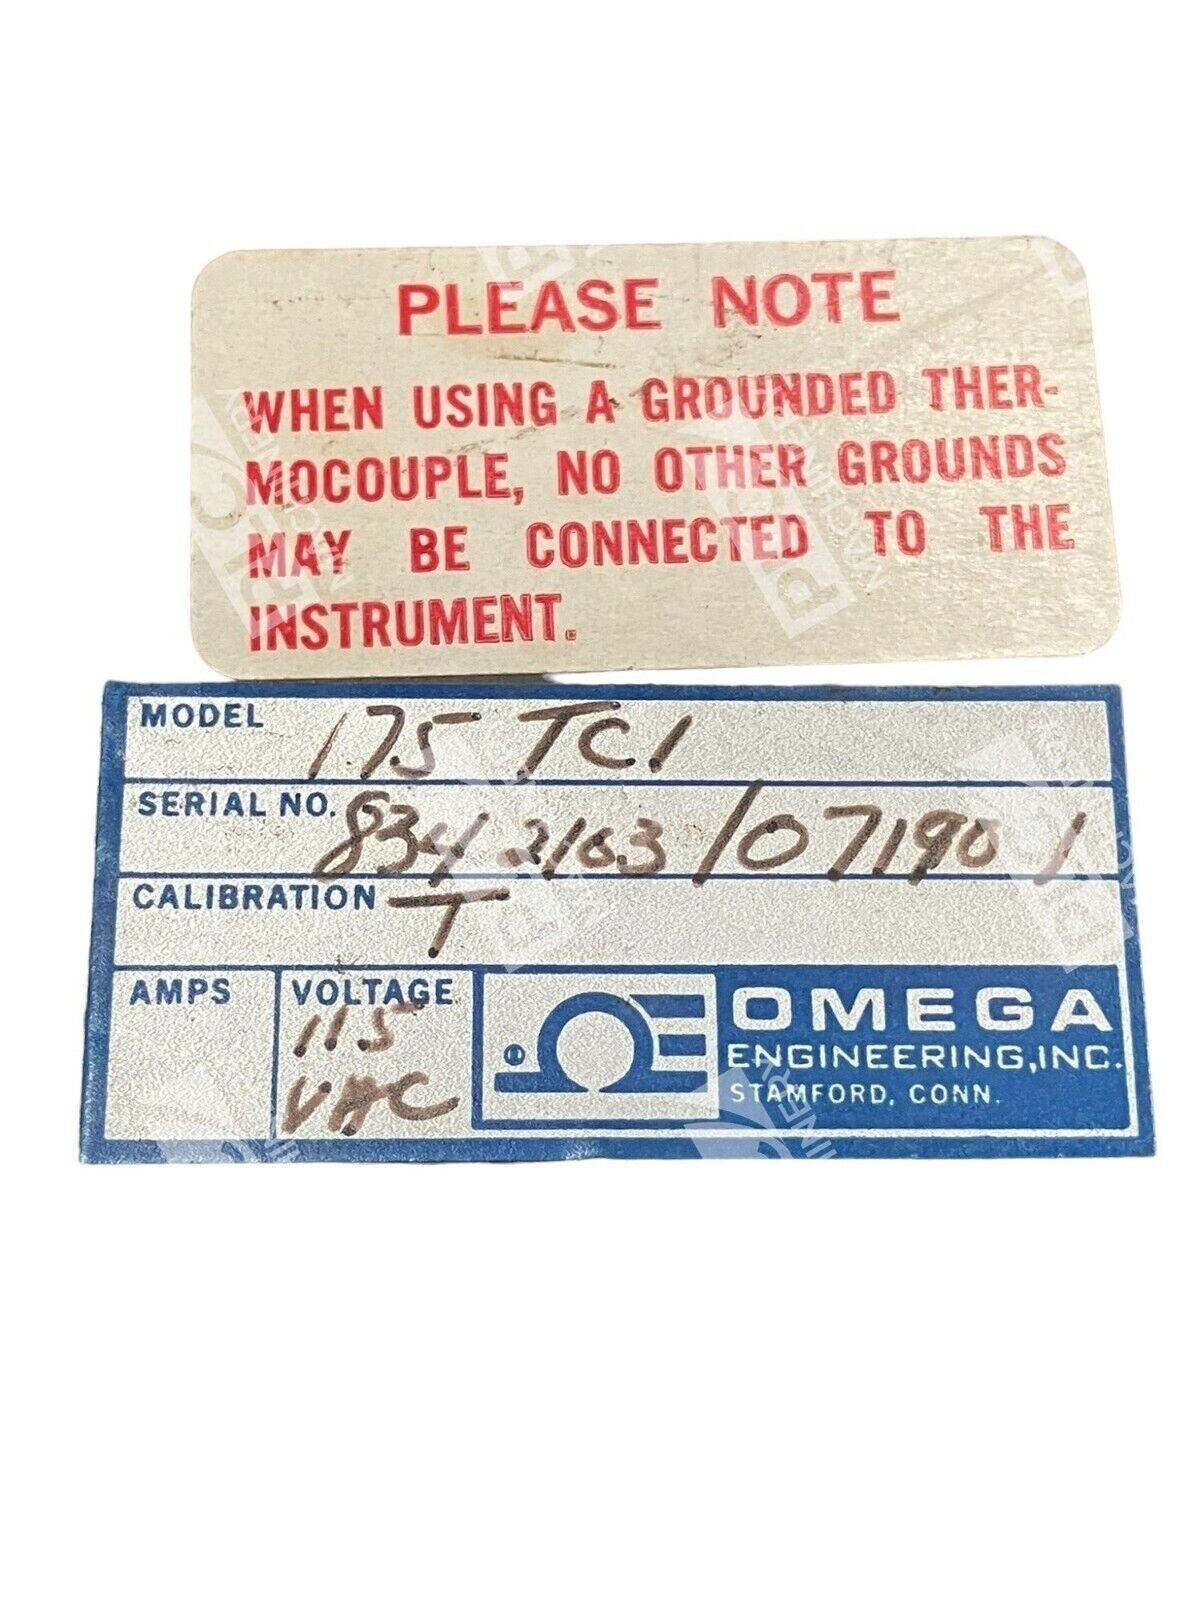 PLEASE NOTE
WHEN USING A GROUNDED THER-
MOCOUPLE, NO OTHER GROUNDS
MAY BE CONNECTED TO THE
INSTRUMENT.
MODEL 175 TC1
SERIAL NO. 834 2103/071901
CALIBRATION T
AMPS VOLTAGE
115
VAC
OMEGA
ENGINEERING, INC.
STAMFORD, CONN.